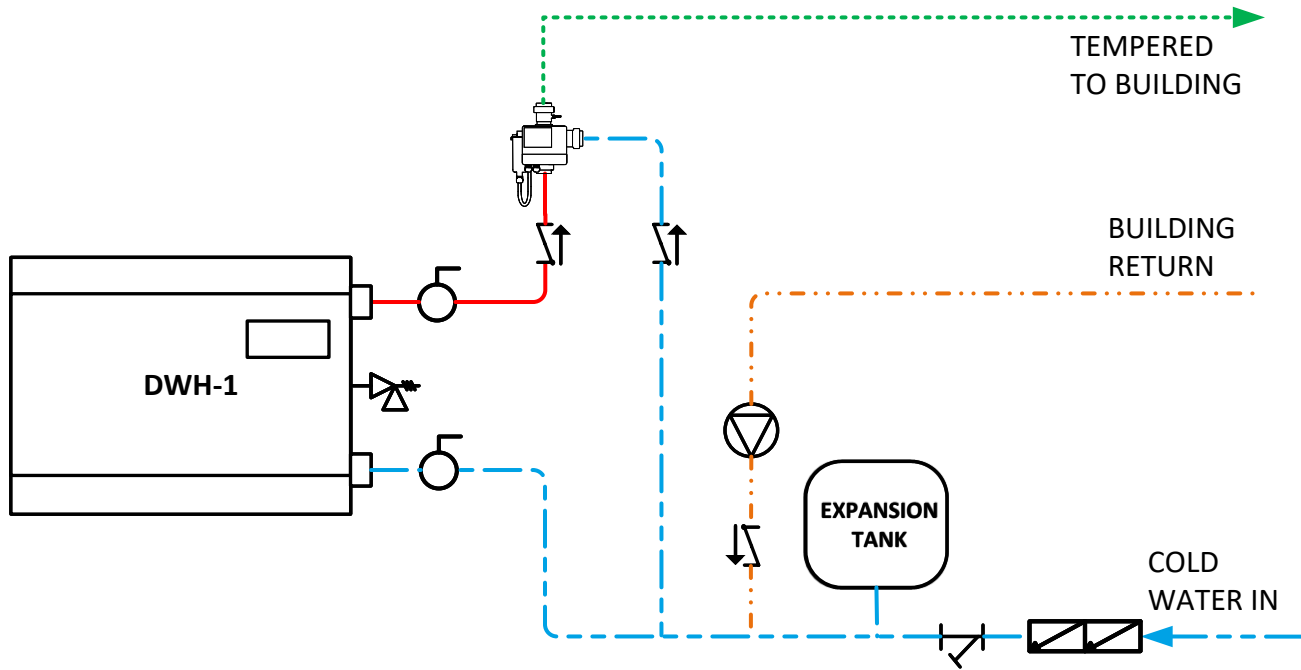 TEMPERED
TO BUILDING
BUILDING
RETURN
DWH-1
EXPANSION
TANK
COLD
WATER IN